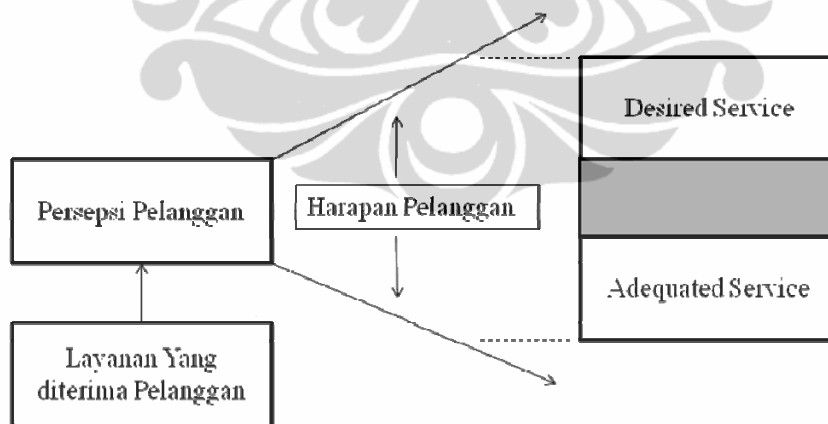 Desired Service
Persepsi Pelanggan
Harapan Pelanggan
Adequated Service
Layanan Yang
diterima Pelanggan